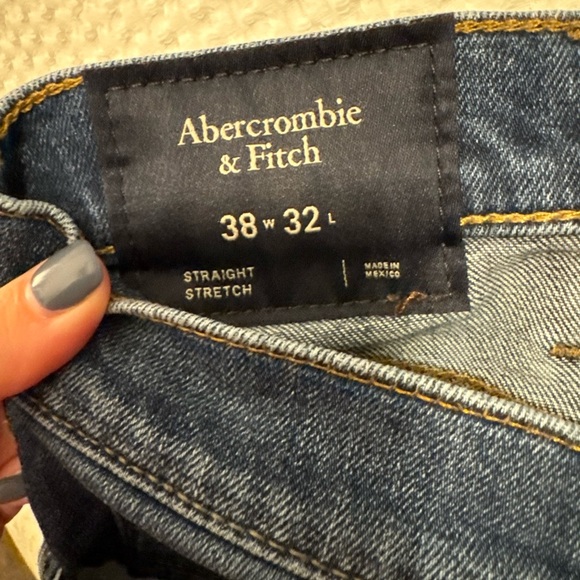 Abercrombie
& Fitch
38 W 32 L
STRAIGHT
STRETCH
MADE IN
MEXICO